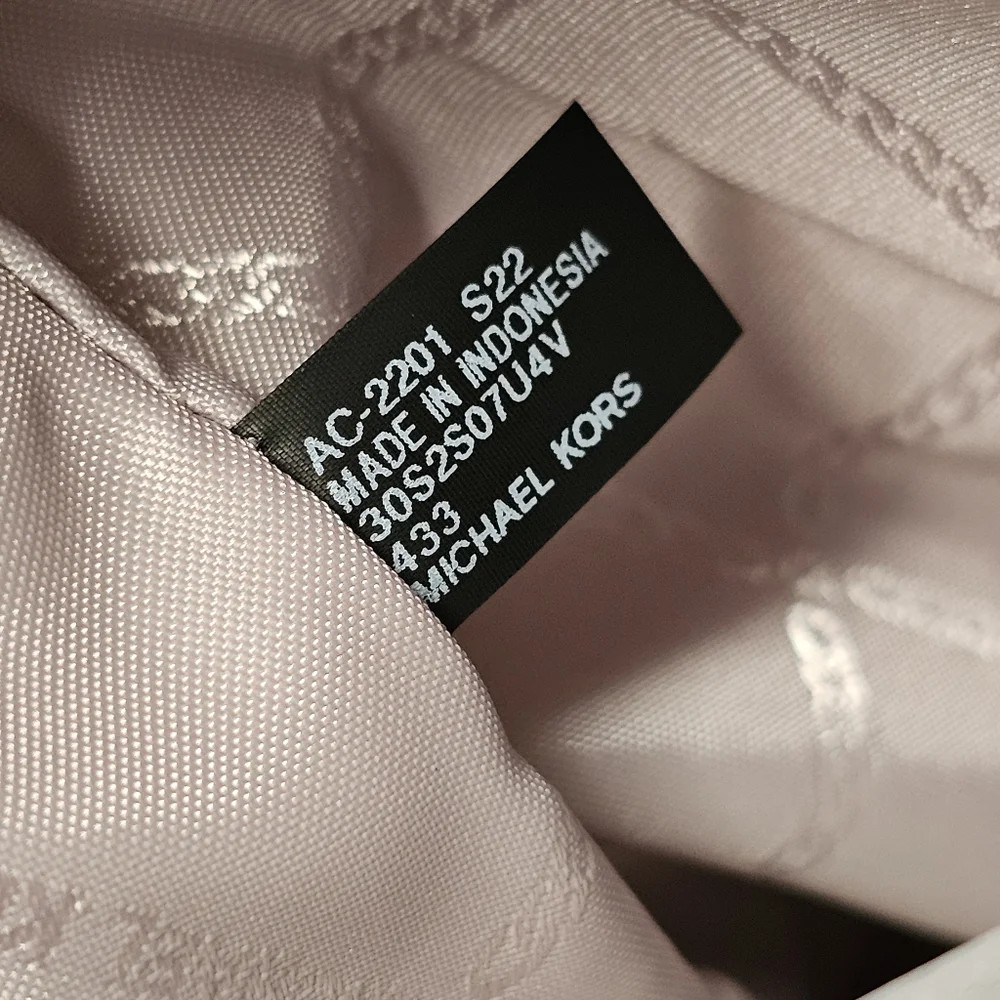 AC-2201 S22
MADE IN INDONESIA
30S2S07U4V
433
MICHAEL KORS